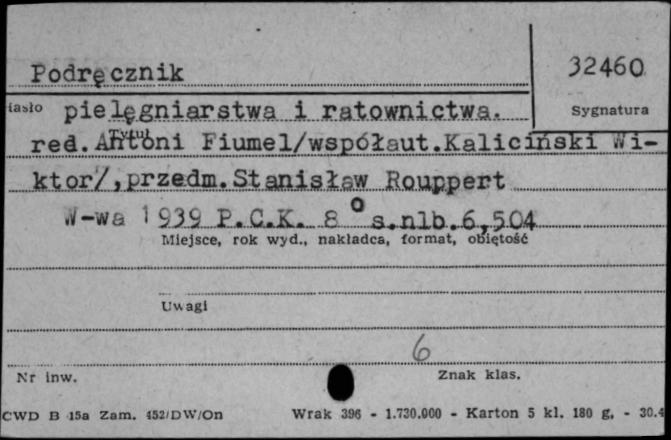 Podręcznik 32460
iasło pielęgniarstwa i ratownictwa. Sygnatura
Tytuł
red.Antoni Fiumel/współaut.Kaliciński Wi-
ktor/,przedm.Stanisław Rouppert
W-wa 1939 P.C.K. 8° s.nlb.6,504
Miejsce, rok wyd., nakładca, format, objętość
Uwagi
6
Nr inw. Znak klas.
CWD B 15a Zam. 452/DW/On Wrak 396 - 1.730.000 - Karton 5 kl. 180 g. - 30.4